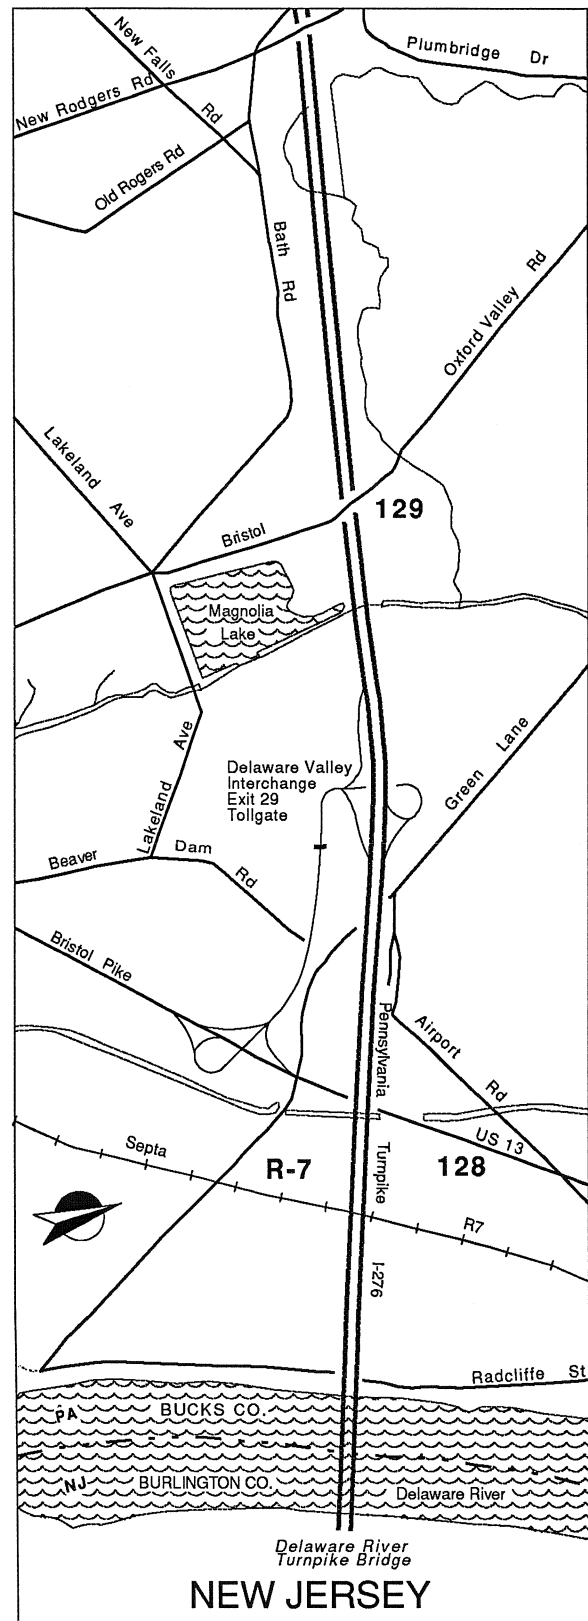 New Falls Rd
Plumbridge Dr
New Rodgers Rd
Old Rogers Rd
Bath Rd
Oxford Valley Rd
Lakeland Ave
129
Bristol
Magnolia
Lake
Green Lane
Lakeland Ave
Delaware Valley
Interchange
Exit 29
Tollgate
Beaver Dam Rd
Bristol Pike
Pennsylvania Turnpike I-276
Airport Rd
US 13
Septa
R-7
128
R7
Radcliffe St
PA
BUCKS CO.
NJ
BURLINGTON CO.
Delaware River
Delaware River
Turnpike Bridge
NEW JERSEY